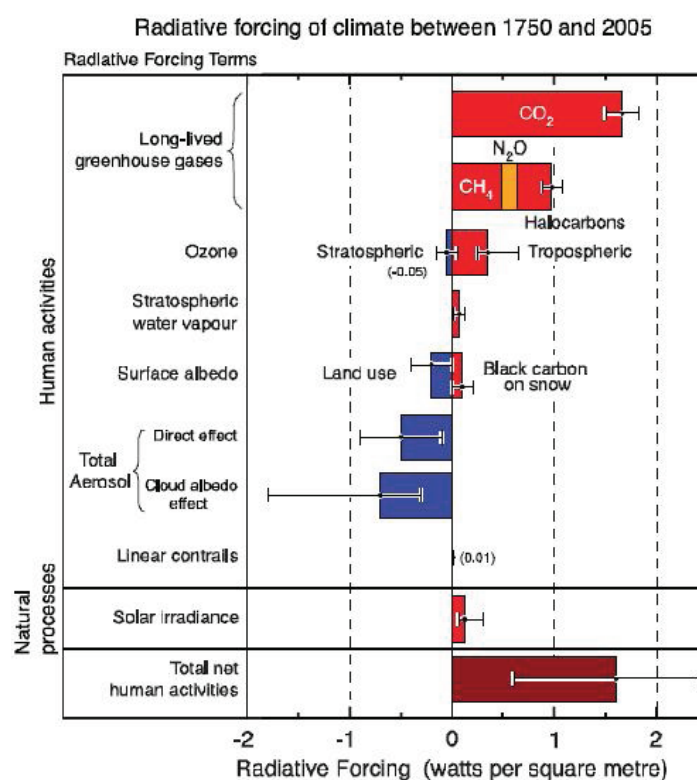 Radiative forcing of climate between 1750 and 2005
Radiative Forcing Terms
CO2
Long-lived
greenhouse gases
N2O
CH4
Halocarbons
Ozone
Stratospheric
(-0.05)
Tropospheric
Stratospheric
water vapour
Human activities
Surface albedo
Land use
Black carbon
on snow
Total
Aerosol
Direct effect
Cloud albedo
effect
Linear contrails
(0.01)
Natural
processes
Solar irradiance
Total net
human activities
-2 -1 0 1 2
Radiative Forcing (watts per square metre)